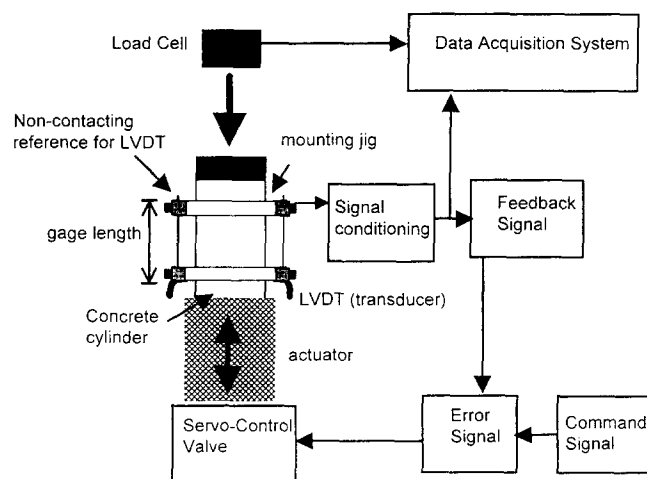 Load Cell
Data Acquisition System
Non-contacting
reference for LVDT
mounting jig
Signal
conditioning
Feedback
Signal
gage length
LVDT (transducer)
Concrete
cylinder
actuator
Servo-Control
Valve
Error
Signal
Command
Signal